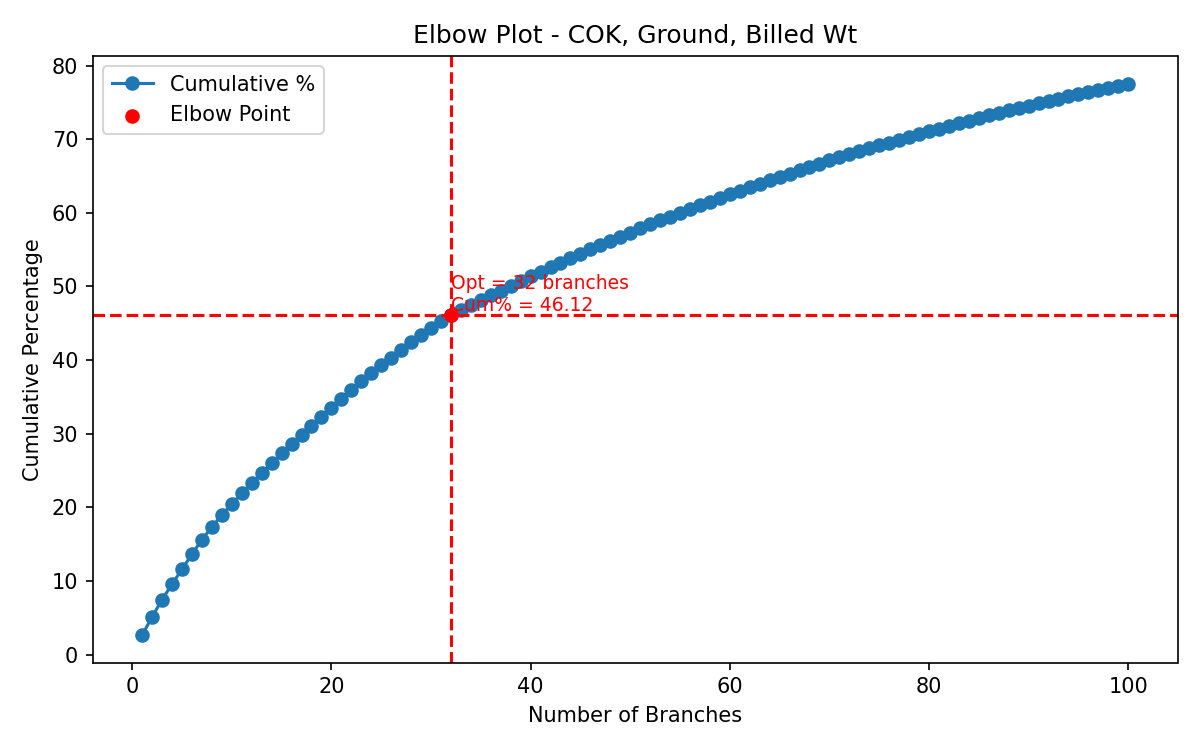 Elbow Plot - COK, Ground, Billed Wt
Cumulative %
Elbow Point
Cumulative Percentage
80
70
60
50
40
30
20
10
0
Opt = 32 branches
Cum% = 46.12
0 20 40 60 80 100
Number of Branches